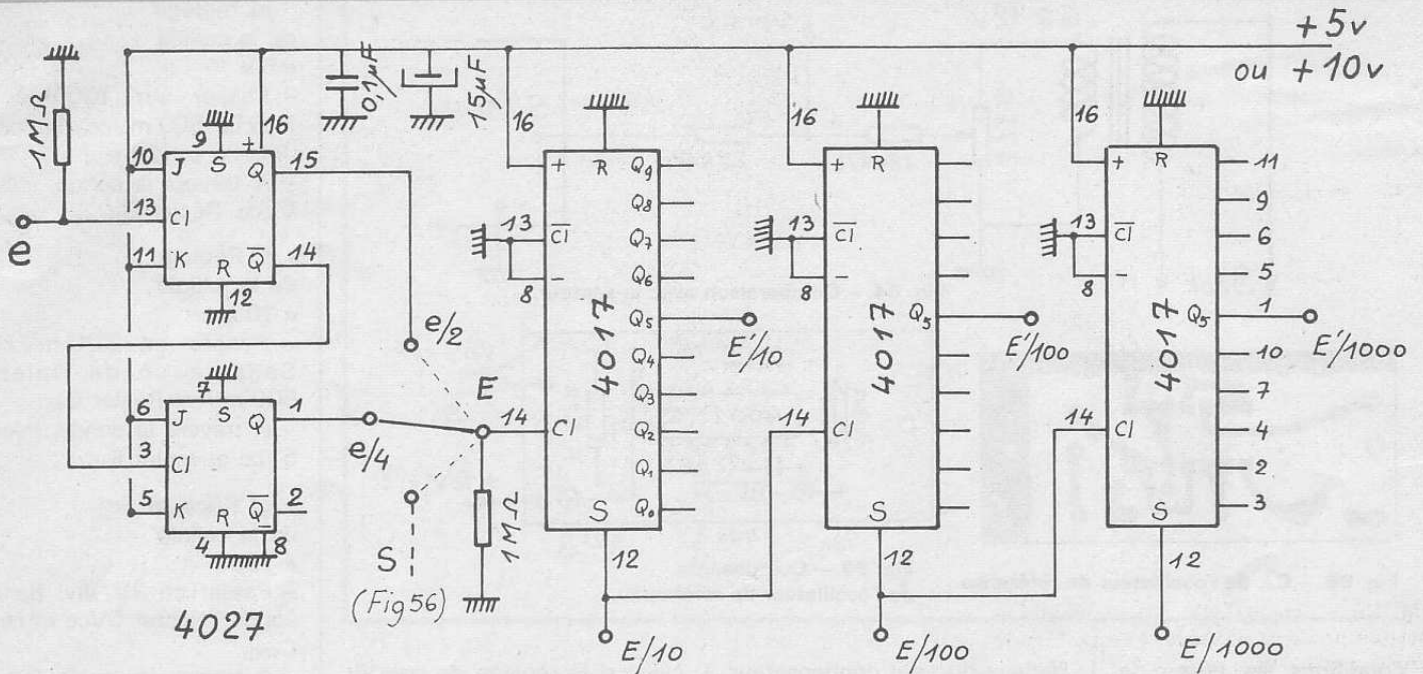 +5v
ou +10v
1MΩ
0,1µF
15µF
16
16
16
16
9
S
+
Q
15
10
J
13
Cl
e
11
K
R
Q̅
14
12
e/2
7
S
6
J
Q
1
3
Cl
5
K
R
Q̅
2
4
8
4027
e/4
E
14
S
(Fig 56)
1MΩ
+
R
13
C̅l̅
8
−
4017
Cl
S
12
Q9
Q8
Q7
Q6
Q5
Q4
Q3
Q2
Q1
Q0
E'/10
E/10
+
R
13
C̅l̅
8
−
4017
Q5
14
Cl
S
12
E'/100
E/100
+
R
13
C̅l̅
8
−
4017
Q5
14
Cl
S
12
11
9
6
5
1
10
7
4
2
3
E'/1000
E/1000